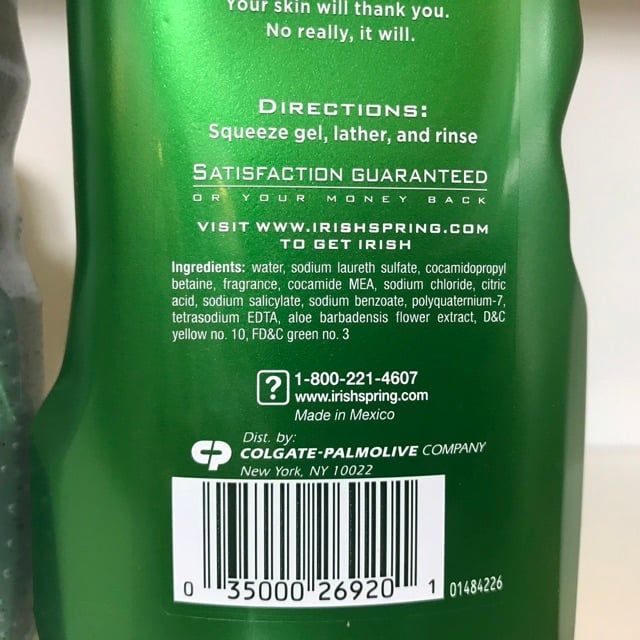 Your skin will thank you.
No really, it will.
DIRECTIONS:
Squeeze gel, lather, and rinse
SATISFACTION GUARANTEED
OR YOUR MONEY BACK
VISIT WWW.IRISHSPRING.COM
TO GET IRISH
Ingredients: water, sodium laureth sulfate, cocamidopropyl
betaine, fragrance, cocamide MEA, sodium chloride, citric
acid, sodium salicylate, sodium benzoate, polyquaternium-7,
tetrasodium EDTA, aloe barbadensis flower extract, D&C
yellow no. 10, FD&C green no. 3
? 1-800-221-4607
www.irishspring.com
Made in Mexico
Dist. by:
CP COLGATE-PALMOLIVE COMPANY
New York, NY 10022
0 35000 26920 1 01484226